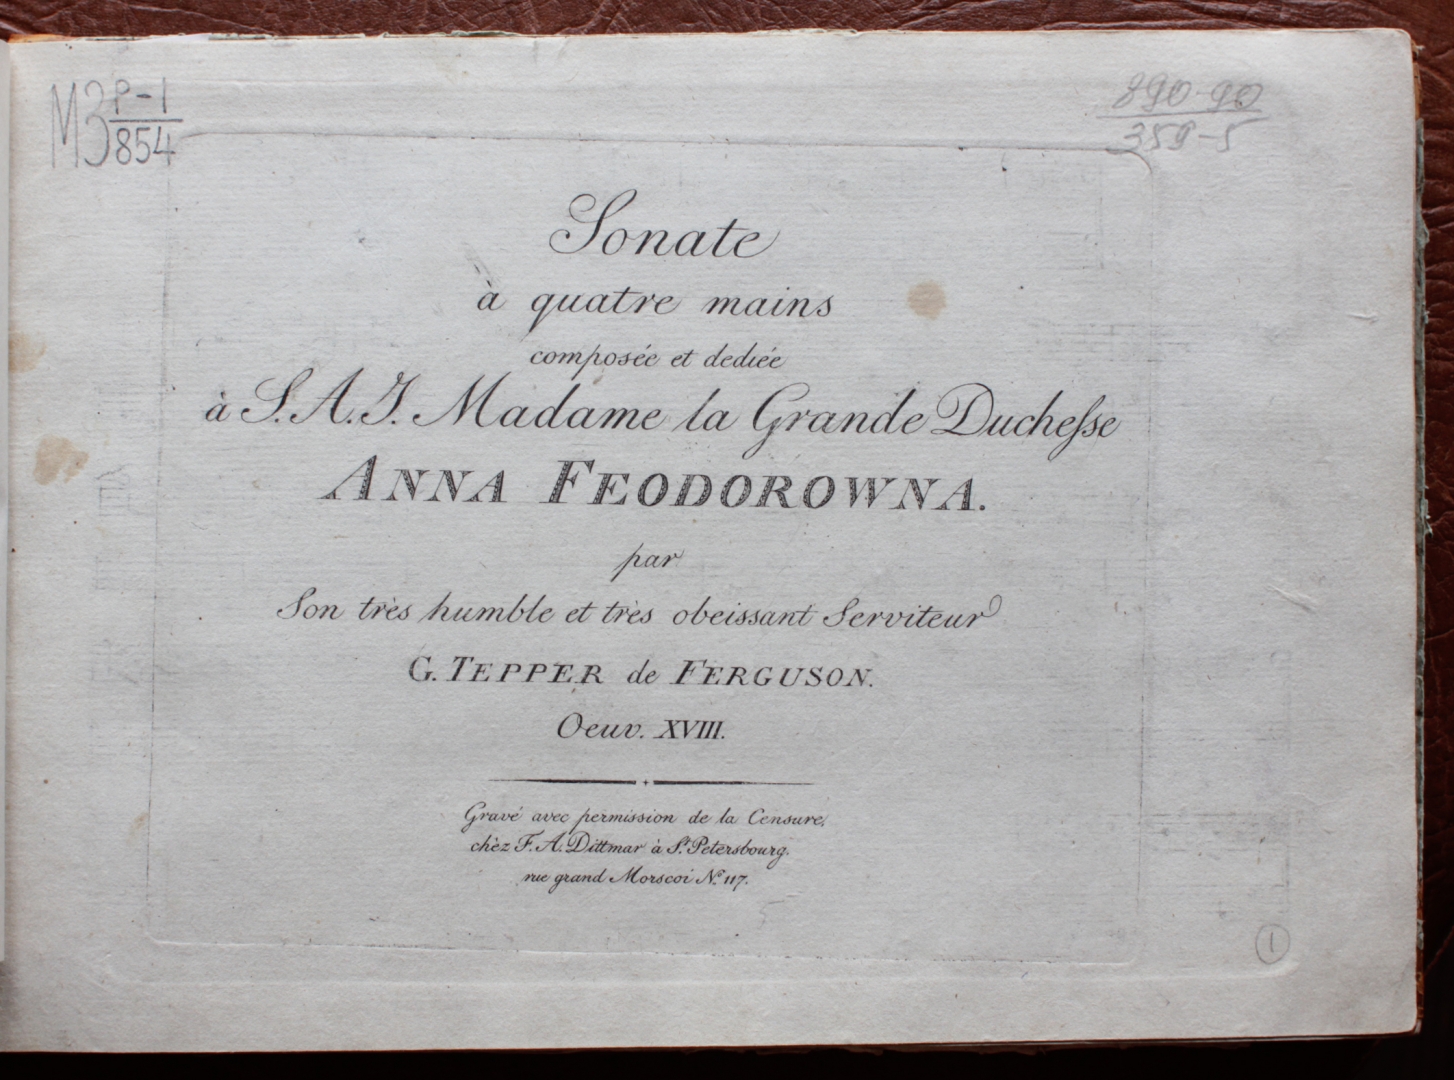 МЗ Р-1
854
890-90
359-5
Sonate
à quatre mains
composée et dediée
à S. A. J. Madame la Grande Ducheſse
ANNA FEODOROWNA.
par
Son très humble et très obeissant Serviteur
G. TEPPER de FERGUSON.
Oeuv. XVIII.
Gravé avec permission de la Censure,
chèz F. A. Dittmar à St. Petersbourg.
rue grand Morscoi No. 117.
1